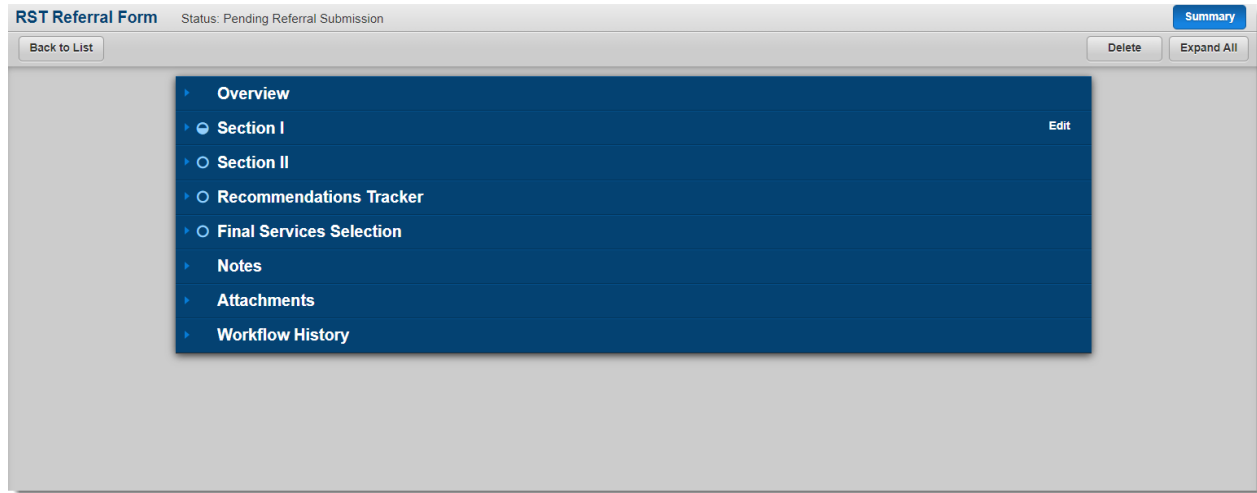 RST Referral Form Status: Pending Referral Submission Summary
Back to List Delete Expand All
Overview
Section I Edit
Section II
Recommendations Tracker
Final Services Selection
Notes
Attachments
Workflow History